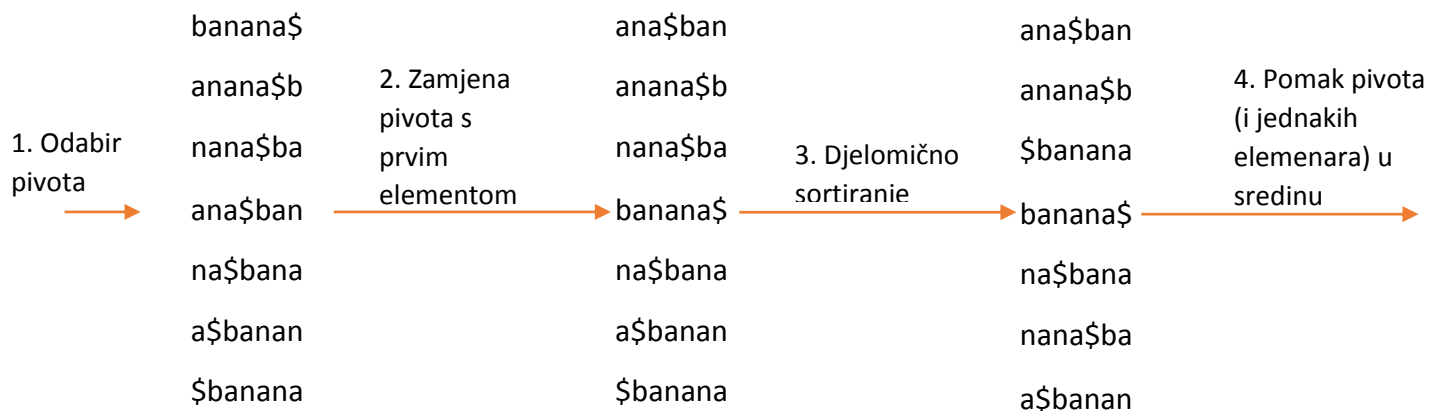 1. Odabir
pivota
banana$
anana$b
nana$ba
ana$ban
na$bana
a$banan
$banana
2. Zamjena
pivota s
prvim
elementom
ana$ban
anana$b
nana$ba
banana$
na$bana
a$banan
$banana
3. Djelomično
sortiranje
ana$ban
anana$b
$banana
banana$
na$bana
nana$ba
a$banan
4. Pomak pivota
(i jednakih
elemenara) u
sredinu